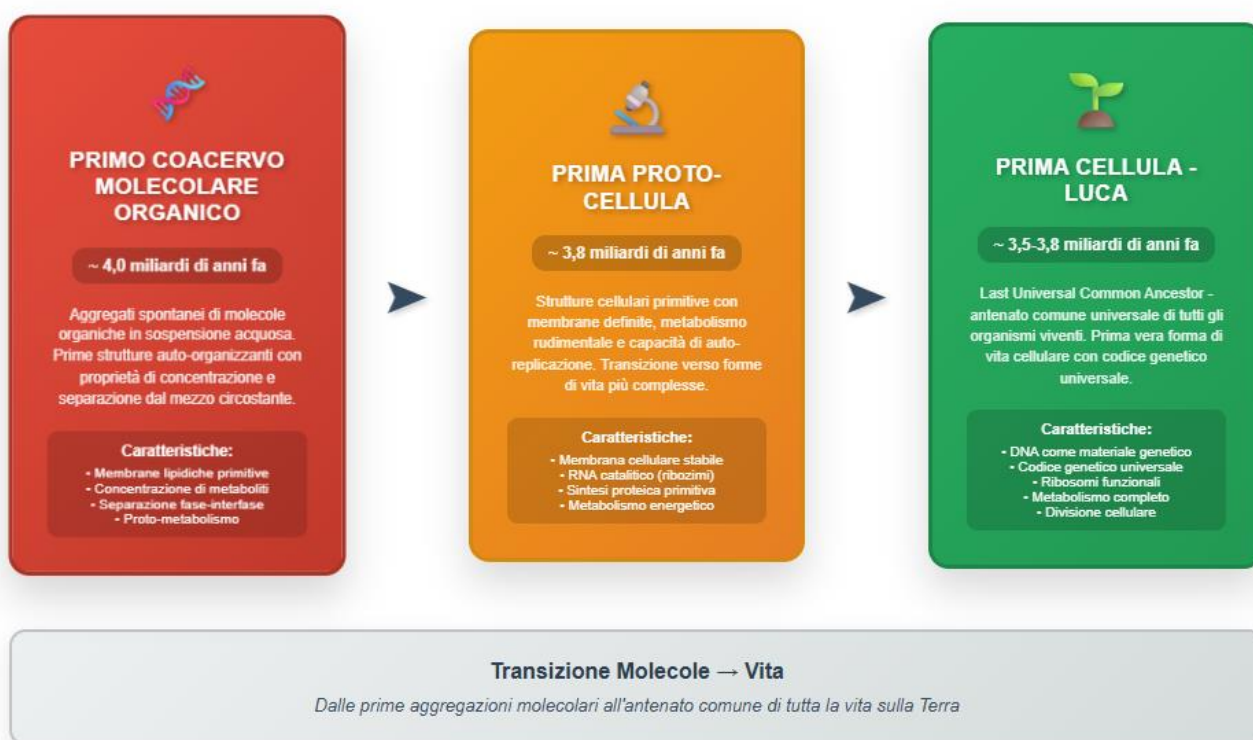 PRIMO COACERVO
MOLECOLARE
ORGANICO
~ 4,0 miliardi di anni fa
Aggregati spontanei di molecole
organiche in sospensione acquosa.
Prime strutture auto-organizzanti con
proprietà di concentrazione e
separazione dal mezzo circostante.
Caratteristiche:
- Membrane lipidiche primitive
- Concentrazione di metaboliti
- Separazione fase-interfase
- Proto-metabolismo
PRIMA PROTO-
CELLULA
~ 3,8 miliardi di anni fa
Strutture cellulari primitive con
membrane definite, metabolismo
rudimentale e capacità di auto-
replicazione. Transizione verso forme
di vita più complesse.
Caratteristiche:
- Membrana cellulare stabile
- RNA catalitico (ribozimi)
- Sintesi proteica primitiva
- Metabolismo energetico
PRIMA CELLULA -
LUCA
~ 3,5-3,8 miliardi di anni fa
Last Universal Common Ancestor -
antenato comune universale di tutti gli
organismi viventi. Prima vera forma di
vita cellulare con codice genetico
universale.
Caratteristiche:
- DNA come materiale genetico
- Codice genetico universale
- Ribosomi funzionali
- Metabolismo completo
- Divisione cellulare
Transizione Molecole → Vita
Dalle prime aggregazioni molecolari all'antenato comune di tutta la vita sulla Terra